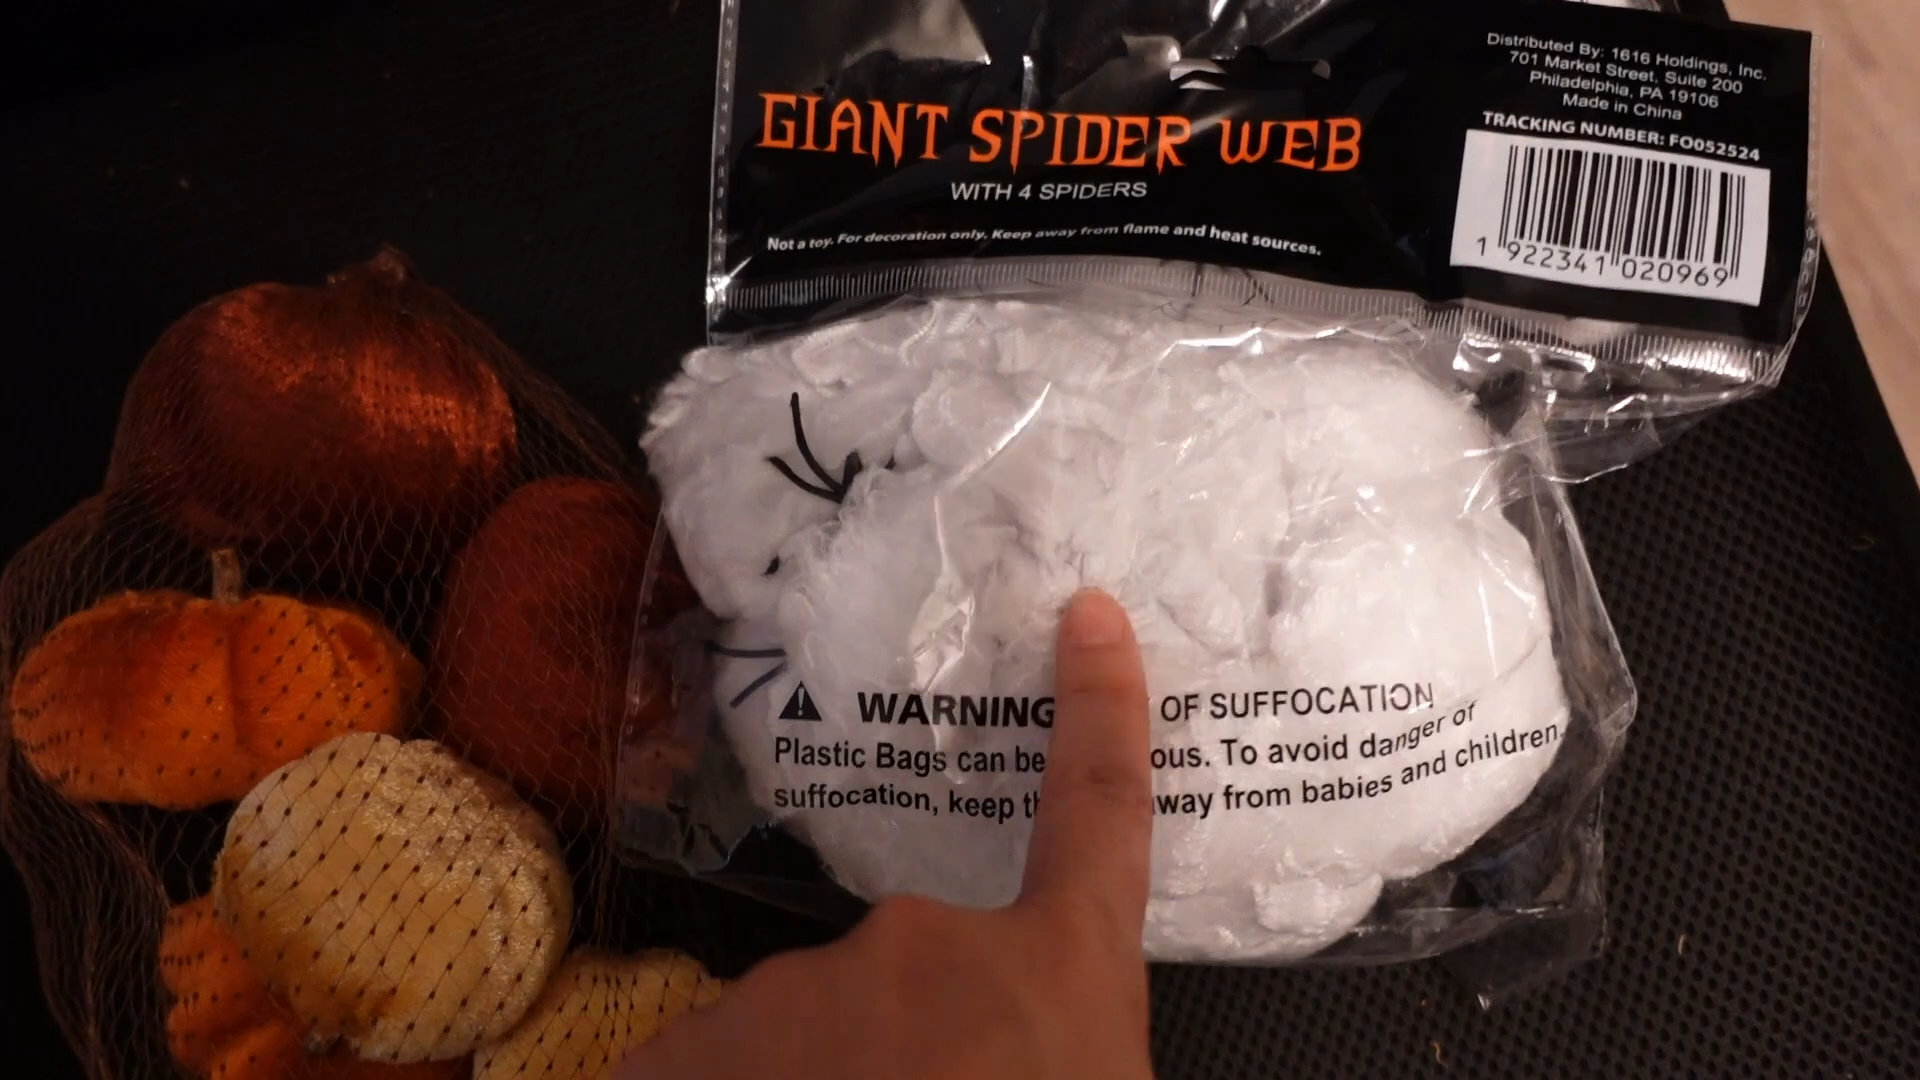 GIANT SPIDER WEB
WITH 4 SPIDERS
Not a toy. For decoration only. Keep away from flame and heat sources.
Distributed By: 1616 Holdings, Inc.
701 Market Street, Suite 200
Philadelphia, PA 19106
Made in China
TRACKING NUMBER: FO052524
1 922341 020969
WARNING OF SUFFOCATION
Plastic Bags can be To avoid danger of
suffocation, keep from babies and children.